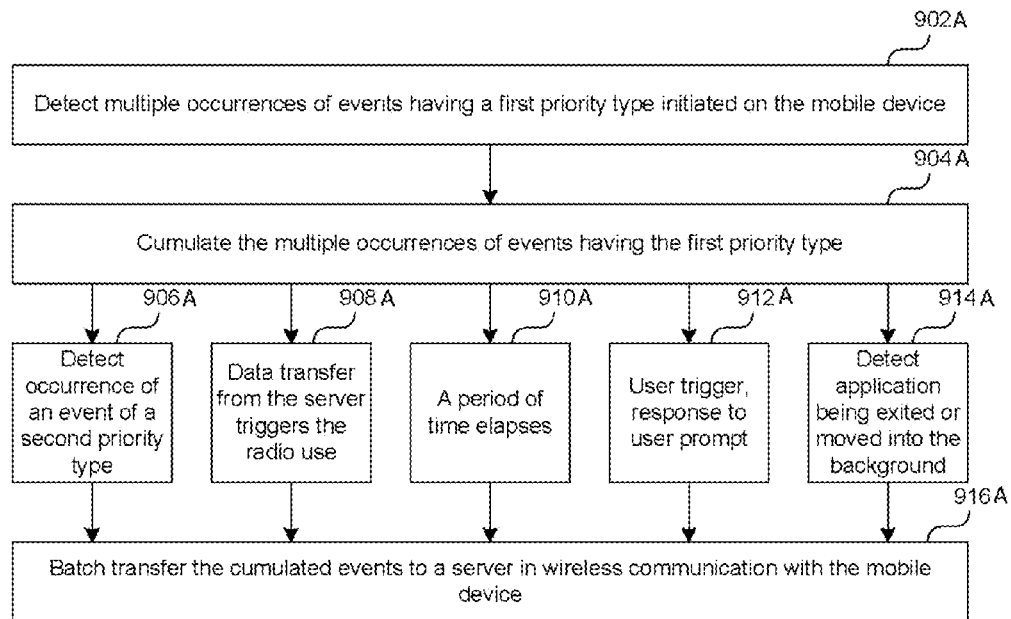 902A
Detect multiple occurrences of events having a first priority type initiated on the mobile device
904A
Cumulate the multiple occurrences of events having the first priority type
906A
908A
910A
912A
914A
Detect
occurrence of
an event of a
second priority
type
Data transfer
from the server
triggers the
radio use
A period of
time elapses
User trigger,
response to
user prompt
Detect
application
being exited or
moved into the
background
916A
Batch transfer the cumulated events to a server in wireless communication with the mobile
device